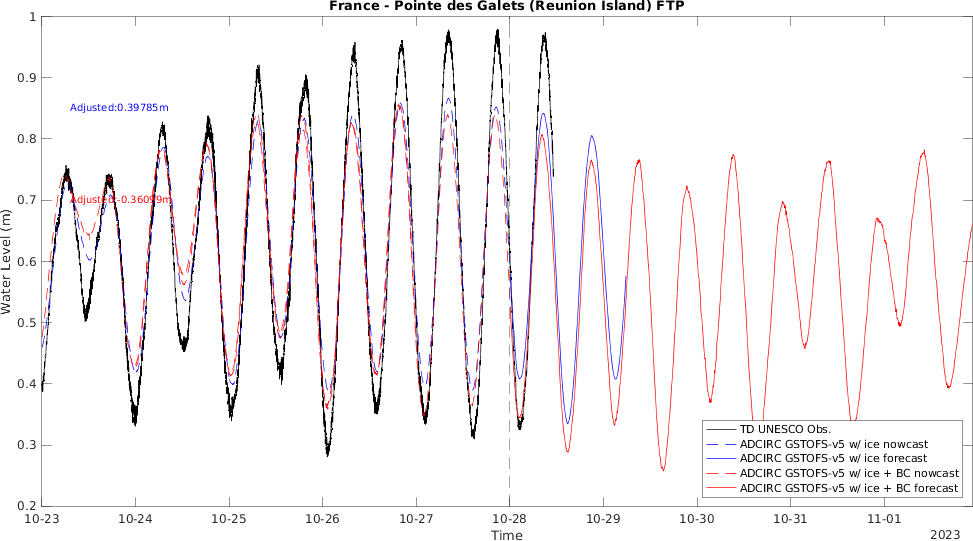 France - Pointe des Galets (Reunion Island) FTP
1
0.9
0.8
0.7
0.6
0.5
0.4
0.3
0.2
Water Level (m)
Adjusted:0.39785m
Adjusted:-0.36099m
TD UNESCO Obs.
ADCIRC GSTOFS-v5 w/ ice nowcast
ADCIRC GSTOFS-v5 w/ ice forecast
ADCIRC GSTOFS-v5 w/ ice + BC nowcast
ADCIRC GSTOFS-v5 w/ ice + BC forecast
10-23 10-24 10-25 10-26 10-27 10-28 10-29 10-30 10-31 11-01
Time
2023